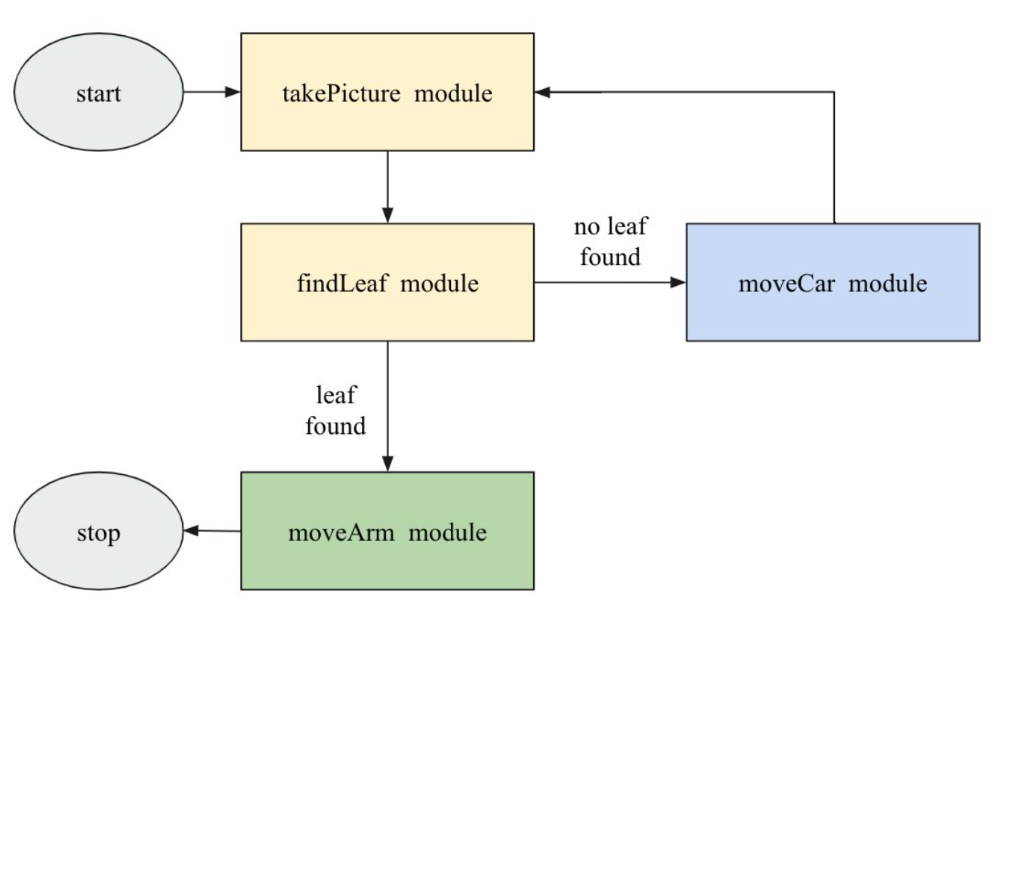 start
takePicture module
no leaf
found
findLeaf module
moveCar module
leaf
found
stop
moveArm module